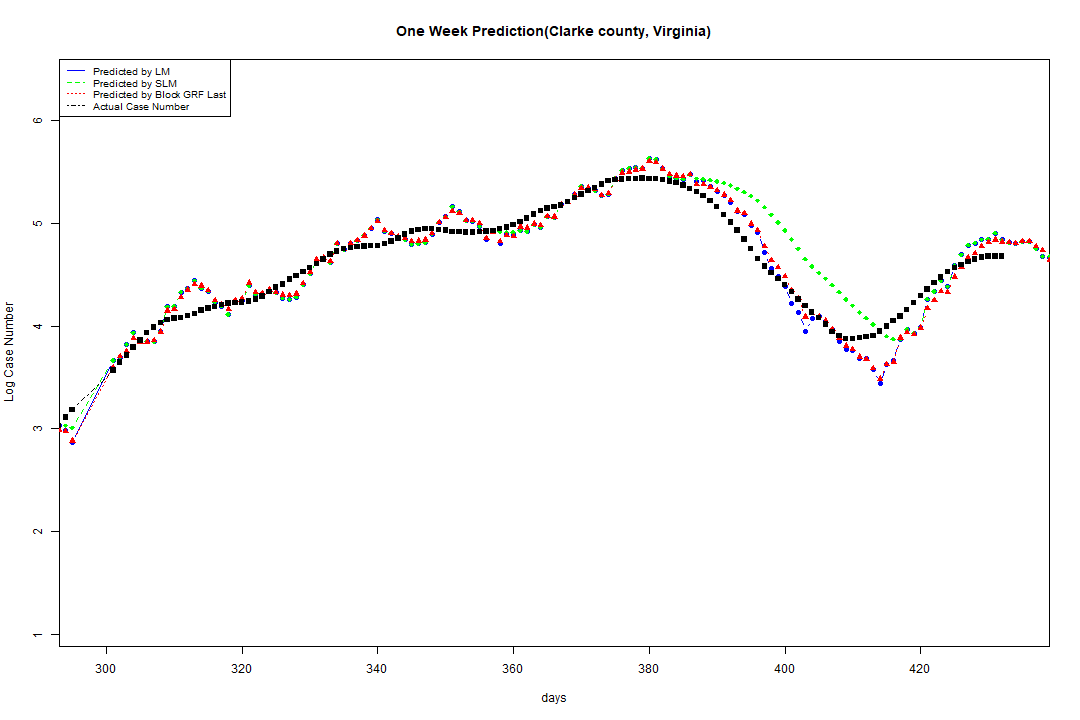 One Week Prediction(Clarke county, Virginia)
Predicted by LM
Predicted by SLM
Predicted by Block GRF Last
Actual Case Number
6
5
4
3
2
1
Log Case Number
300 320 340 360 380 400 420
days